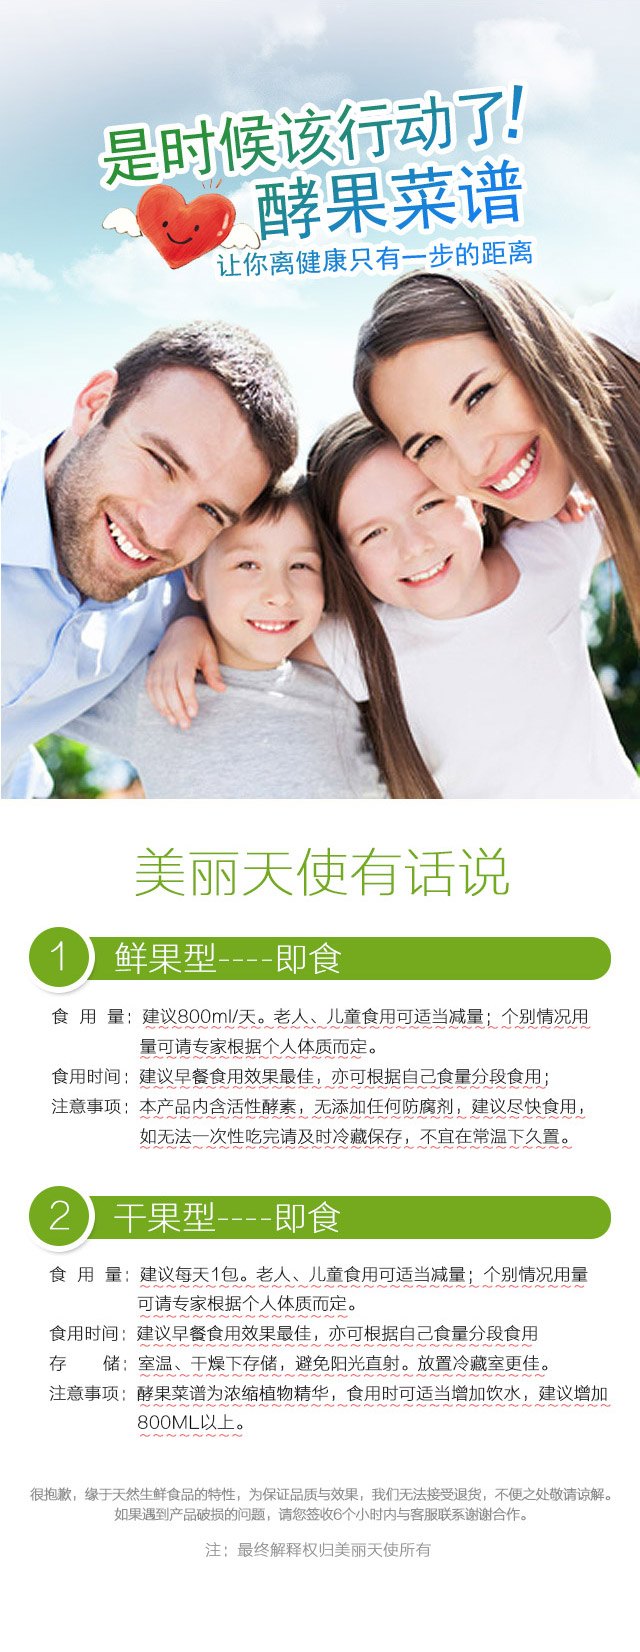 是时候该行动了!
酵果菜谱
让你离健康只有一步的距离
美丽天使有话说
1 鲜果型----即食
食 用 量：建议800ml/天。老人、儿童食用可适当减量；个别情况用
量可请专家根据个人体质而定。
食用时间：建议早餐食用效果最佳，亦可根据自己食量分段食用；
注意事项：本产品内含活性酵素，无添加任何防腐剂，建议尽快食用，
如无法一次性吃完请及时冷藏保存，不宜在常温下久置。
2 干果型----即食
食 用 量：建议每天1包。老人、儿童食用可适当减量；个别情况用量
可请专家根据个人体质而定。
食用时间：建议早餐食用效果最佳，亦可根据自己食量分段食用
存 储：室温、干燥下存储，避免阳光直射。放置冷藏室更佳。
注意事项：酵果菜谱为浓缩植物精华，食用时可适当增加饮水，建议增加
800ML以上。
很抱歉，缘于天然生鲜食品的特性，为保证品质与效果，我们无法接受退货，不便之处敬请谅解。
如果遇到产品破损的问题，请您签收6个小时内与客服联系谢谢合作。
注：最终解释权归美丽天使所有